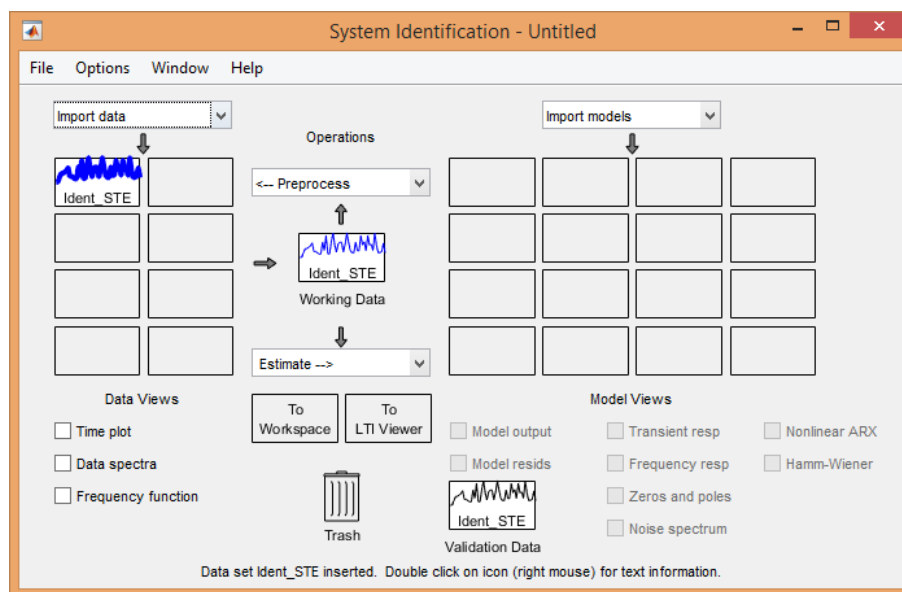 System Identification - Untitled
File Options Window Help
Import data
Import models
Operations
Ident_STE
<-- Preprocess
Ident_STE
Working Data
Estimate -->
Data Views
Time plot
Data spectra
Frequency function
To
Workspace
To
LTI Viewer
Trash
Model Views
Model output
Transient resp
Nonlinear ARX
Model resids
Frequency resp
Hamm-Wiener
Zeros and poles
Noise spectrum
Ident_STE
Validation Data
Data set Ident_STE inserted. Double click on icon (right mouse) for text information.